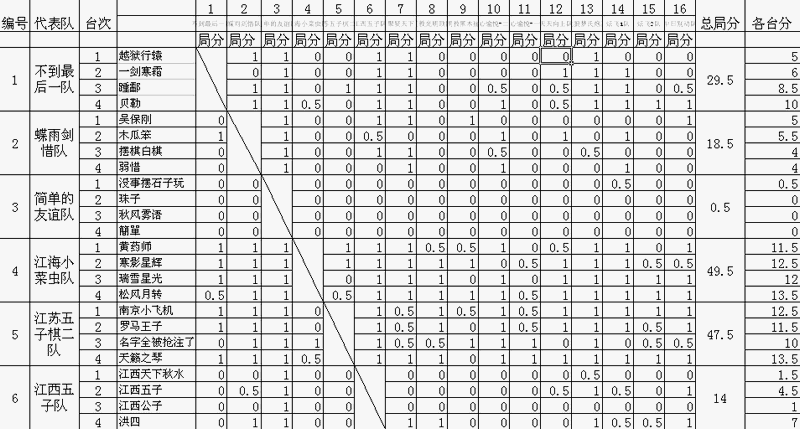 编号 代表队 台次 1 2 3 4 5 6 7 8 9 10 11 12 13 14 15 16 总局分 各台分
局分 局分 局分 局分 局分 局分 局分 局分 局分 局分 局分 局分 局分 局分 局分 局分
1 不到最后一队 1 越狱行镖 1 1 0 0 1 1 0 0 0 0 0 1 0 0 0 29.5 5
2 一剑寒霜 0 1 0 0 1 1 0 0 0 0 1 1 1 0 0 6
3 踵鄙 1 1 0 1 1 1 0 0 0.5 0 0.5 1 1 0 0.5 8.5
4 贝勒 1 1 0.5 0 1 1 0 0 1 0 0.5 1 1 1 1 10
2 蝶雨剑惜队 1 吴保刚 0 1 0 0 1 1 0 1 0 0 0 0 0 0 1 18.5 5
2 木瓜笨 1 1 0 0 0.5 0 0 0 1 0 1 0 1 0 0 5.5
3 摆棋白棋 0 1 0 0 1 1 0 0 0.5 0 0 0.5 0 0 0 4
4 弱惜 0 1 0 0 0 1 0 0 1 0 0 0 1 0 0 4
3 简单的友谊队 1 没事摆石子玩 0 0 0 0 0 0 0 0 0 0 0 0 0.5 0 0 0.5 0.5
2 珠子 0 0 0 0 0 0 0 0 0 0 0 0 0 0 0 0
3 秋风雾语 0 0 0 0 0 0 0 0 0 0 0 0 0 0 0 0
4 簡單 0 0 0 0 0 0 0 0 0 0 0 0 0 0 0 0
4 江海小菜虫队 1 黄药师 1 1 1 1 1 1 0.5 0.5 1 0 0.5 1 1 0 1 49.5 11.5
2 寒影星辉 1 1 1 1 1 1 1 1 0 0.5 1 1 1 0.5 0.5 12.5
3 瑞雪星光 1 1 1 0 1 1 1 1 1 0 1 1 1 0 1 12
4 松风月转 0.5 1 1 0.5 1 1 1 1 1 0.5 1 1 1 1 1 13.5
5 江苏五子棋二队 1 南京小飞机 1 1 1 0 1 0.5 1 0.5 1 0.5 1 1 1 1 1 47.5 12.5
2 罗马王子 1 1 1 0 1 0.5 1 0 1 0.5 1 1 1 0.5 1 11.5
3 名字全被抢注了 0 0 1 1 1 0.5 0.5 1 1 1 0 1 1 0.5 0.5 10
4 天籁之琴 1 1 1 0.5 1 1 1 1 1 1 0 1 1 1 1 13.5
6 江西五子队 1 江西天下秋水 0 0 1 0 0 0 0 0 0 0 0 0.5 0 0 0 14 1.5
2 江西五子 0 0.5 1 0 0 0 0 0 0 0 0.5 1 0.5 0 1 4.5
3 江西公子 0 0 1 0 0 0 0 0 0 0 0 0 0 0 0 1
4 洪四 0 1 1 0 0 1 1 0 0 0 0 1 0.5 0.5 1 7